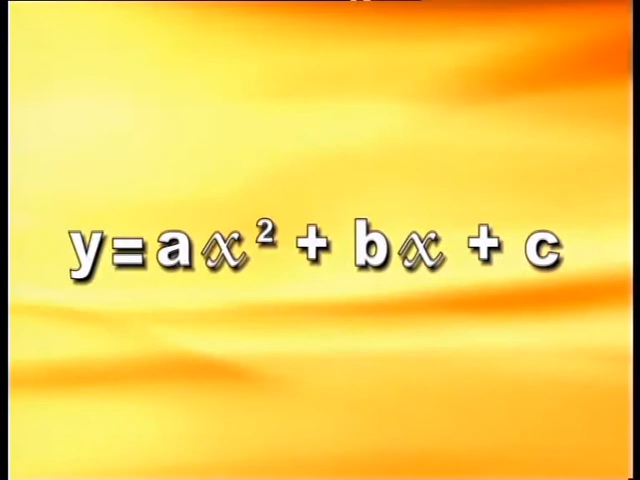 y=ax² + bx + c